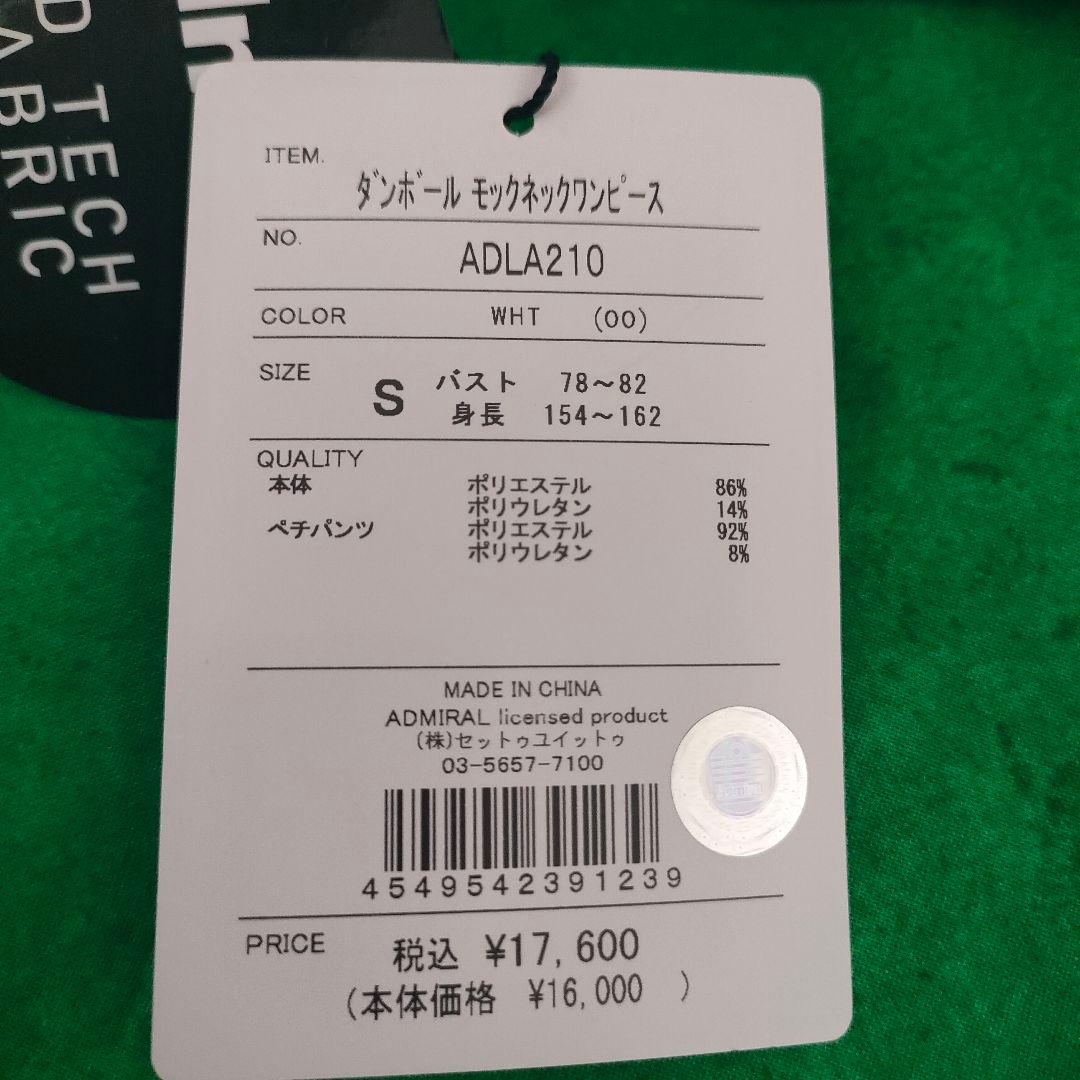 TECH
ABRIC
ITEM.
ダンボール モックネックワンピース
NO.
ADLA210
COLOR WHT (00)
SIZE S バスト 78～82
身長 154～162
QUALITY
本体 ポリエステル 86%
ポリウレタン 14%
ペチパンツ ポリエステル 92%
ポリウレタン 8%
MADE IN CHINA
ADMIRAL licensed product
(株)セットゥユイットゥ
03-5657-7100
4549542391239
PRICE 税込 ¥17,600
(本体価格 ¥16,000 )